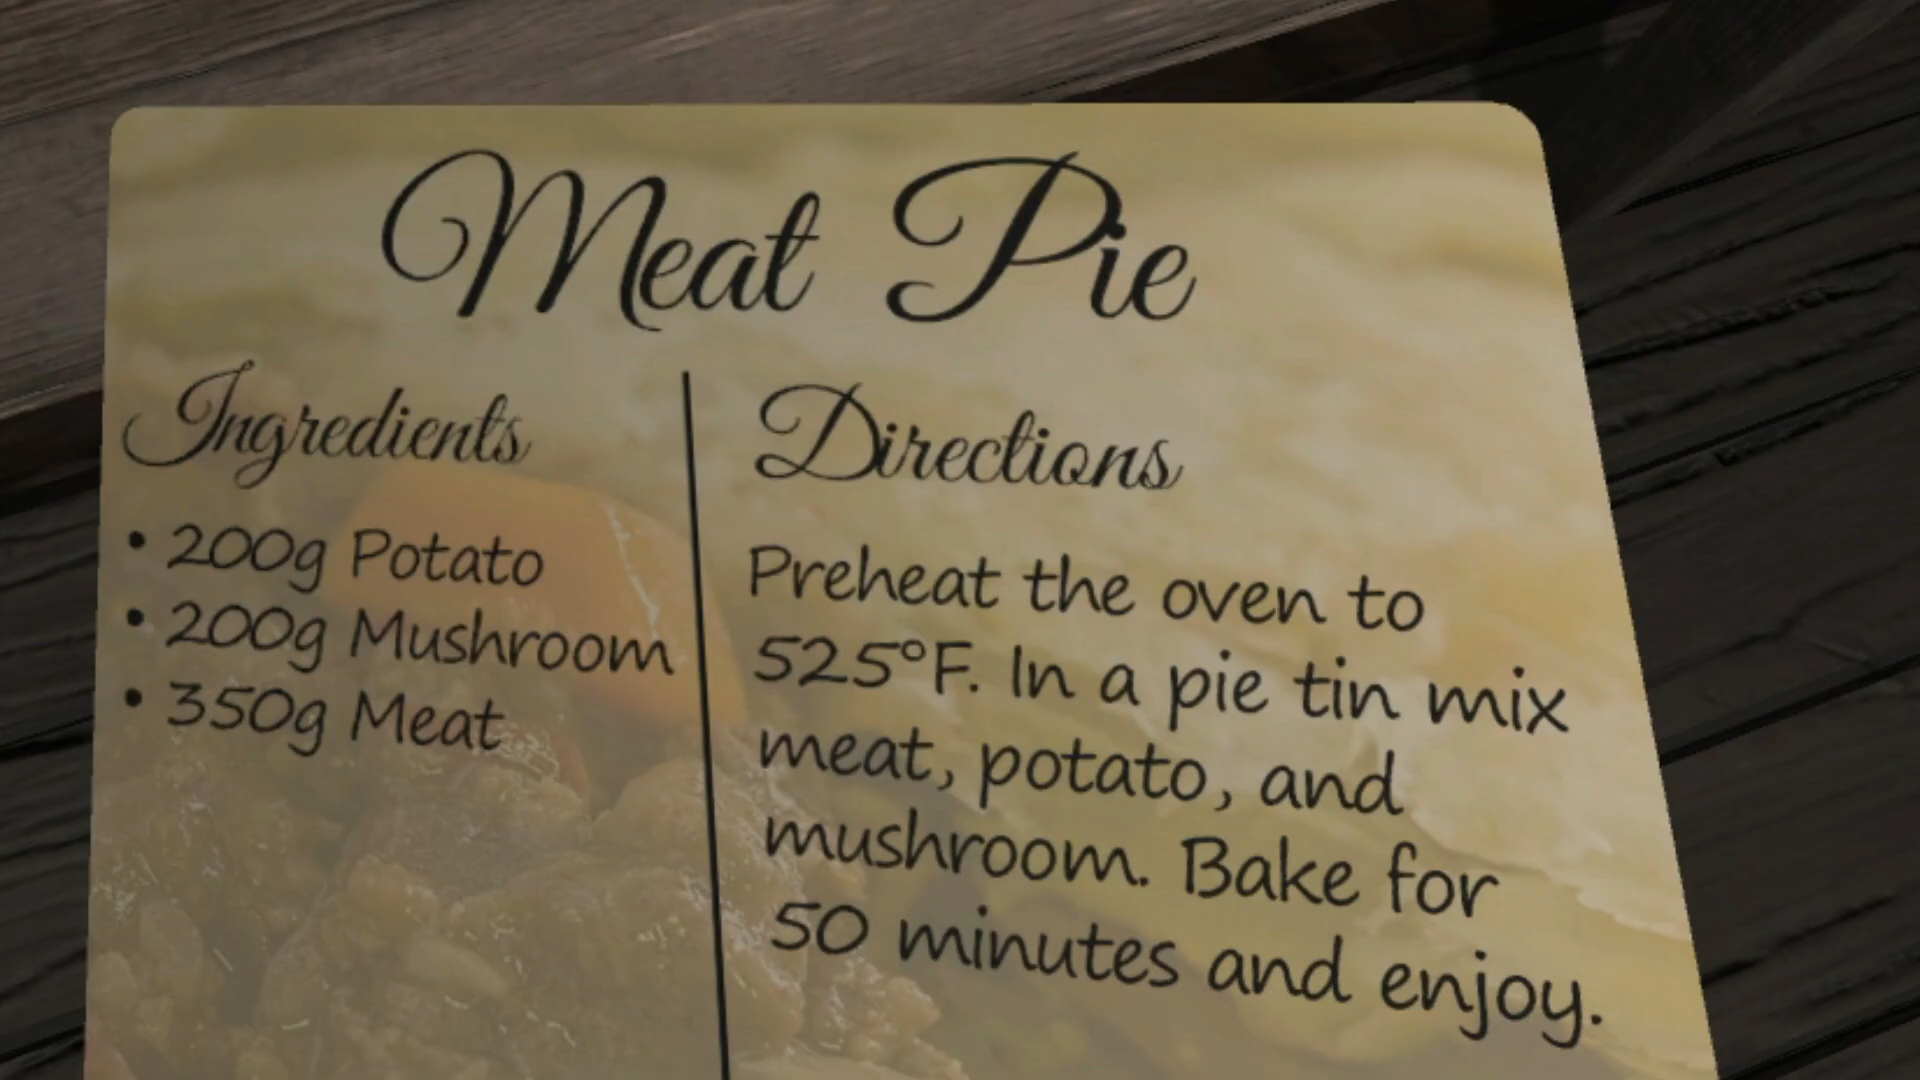 Meat Pie
Ingredients
• 200g Potato
• 200g Mushroom
• 350g Meat
Directions
Preheat the oven to
525°F. In a pie tin mix
meat, potato, and
mushroom. Bake for
50 minutes and enjoy.